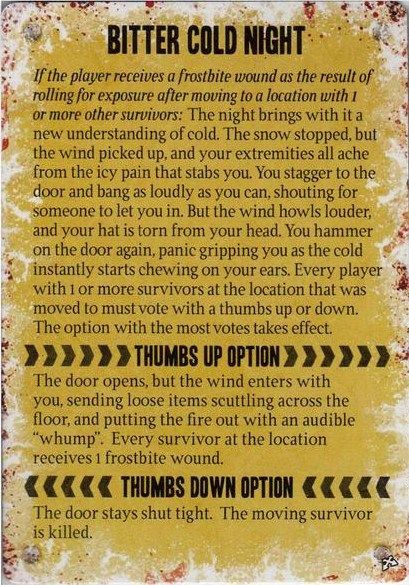 BITTER COLD NIGHT
If the player receives a frostbite wound as the result of
rolling for exposure after moving to a location with 1
or more other survivors: The night brings with it a
new understanding of cold. The snow stopped, but
the wind picked up, and your extremities all ache
from the icy pain that stabs you. You stagger to the
door and bang as loudly as you can, shouting for
someone to let you in. But the wind howls louder,
and your hat is torn from your head. You hammer
on the door again, panic gripping you as the cold
instantly starts chewing on your ears. Every player
with 1 or more survivors at the location that was
moved to must vote with a thumbs up or down.
The option with the most votes takes effect.
THUMBS UP OPTION
The door opens, but the wind enters with
you, sending loose items scuttling across the
floor, and putting the fire out with an audible
“whump”. Every survivor at the location
receives 1 frostbite wound.
THUMBS DOWN OPTION
The door stays shut tight. The moving survivor
is killed.